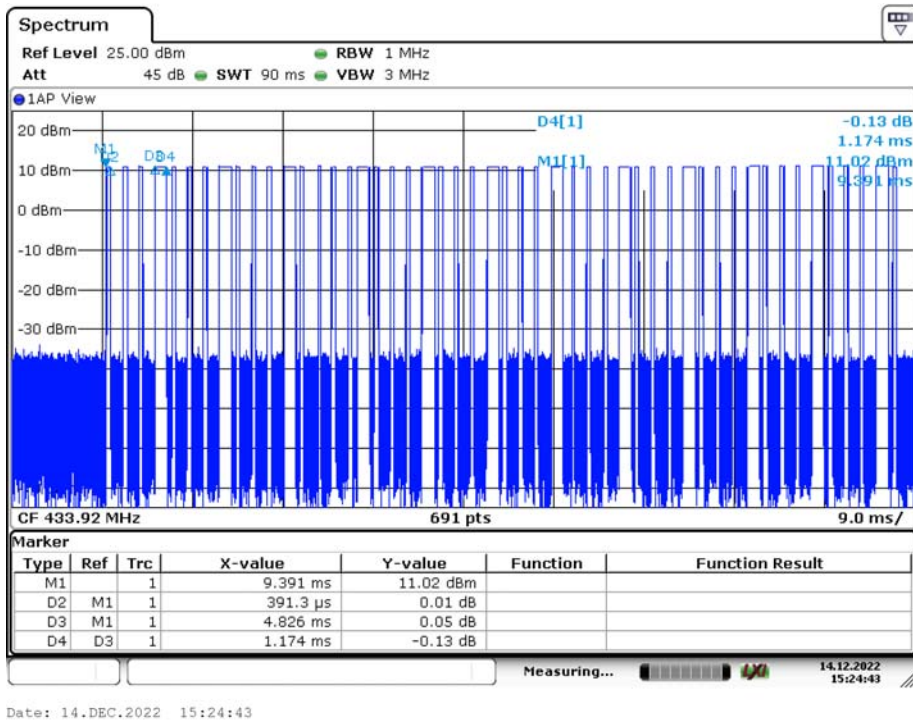 Spectrum
Ref Level 25.00 dBm RBW 1 MHz
Att 45 dB SWT 90 ms VBW 3 MHz
1AP View
D4[1] -0.13 dB
1.174 ms
M1[1] 11.02 dBm
9.391 ms
20 dBm
M1
D2 D3 D4
10 dBm
0 dBm
-10 dBm
-20 dBm
-30 dBm
CF 433.92 MHz 691 pts 9.0 ms/
Marker
Type Ref Trc X-value Y-value Function Function Result
M1 1 9.391 ms 11.02 dBm
D2 M1 1 391.3 µs 0.01 dB
D3 M1 1 4.826 ms 0.05 dB
D4 D3 1 1.174 ms -0.13 dB
Measuring... LXI 14.12.2022
15:24:43
Date: 14.DEC.2022 15:24:43